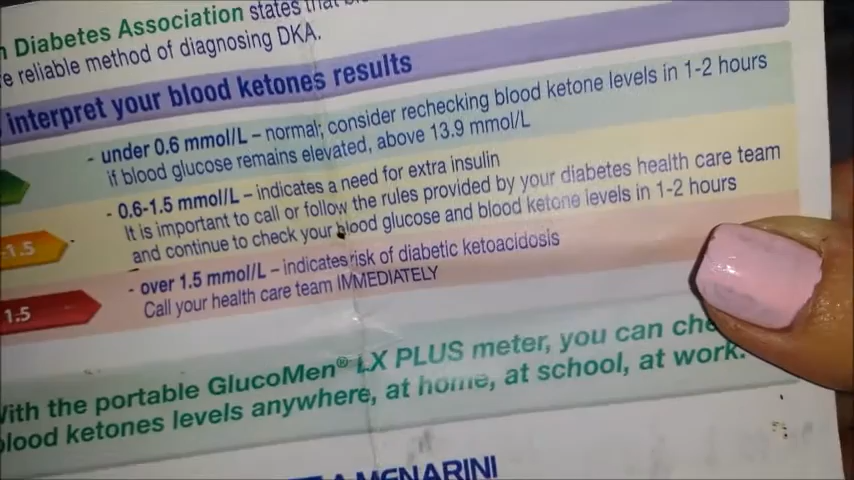 Diabetes Association states that
reliable method of diagnosing DKA.
interpret your blood ketones results
- under 0.6 mmol/L – normal; consider rechecking blood ketone levels in 1-2 hours
if blood glucose remains elevated, above 13.9 mmol/L
- 0.6-1.5 mmol/L – indicates a need for extra insulin
It is important to call or follow the rules provided by your diabetes health care team
and continue to check your blood glucose and blood ketone levels in 1-2 hours
-1.5
- over 1.5 mmol/L – indicates risk of diabetic ketoacidosis
Call your health care team IMMEDIATELY
1.5
With the portable GlucoMen® LX PLUS meter, you can
blood ketones levels anywhere, at home, at school, at work.
A.MENARINI